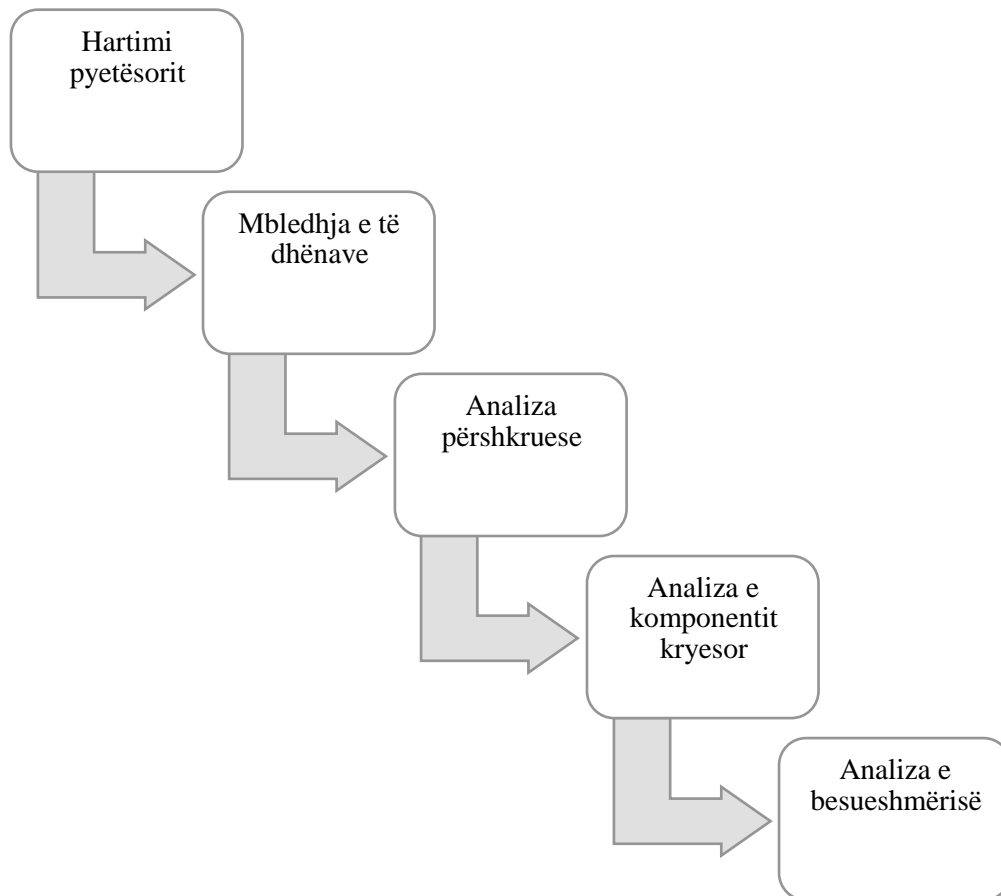 Hartimi
pyetësorit
Mbledhja e të
dhënave
Analiza
përshkruese
Analiza e
komponentit
kryesor
Analiza e
besueshmërisë